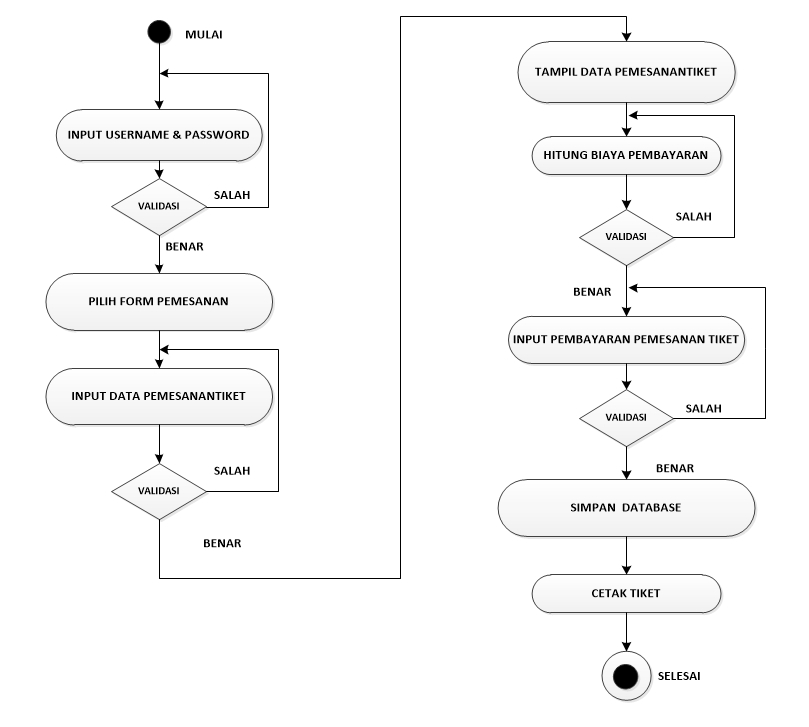 MULAI
INPUT USERNAME & PASSWORD
VALIDASI
SALAH
BENAR
PILIH FORM PEMESANAN
INPUT DATA PEMESANANTIKET
VALIDASI
SALAH
BENAR
TAMPIL DATA PEMESANANTIKET
HITUNG BIAYA PEMBAYARAN
VALIDASI
SALAH
BENAR
INPUT PEMBAYARAN PEMESANAN TIKET
VALIDASI
SALAH
BENAR
SIMPAN DATABASE
CETAK TIKET
SELESAI